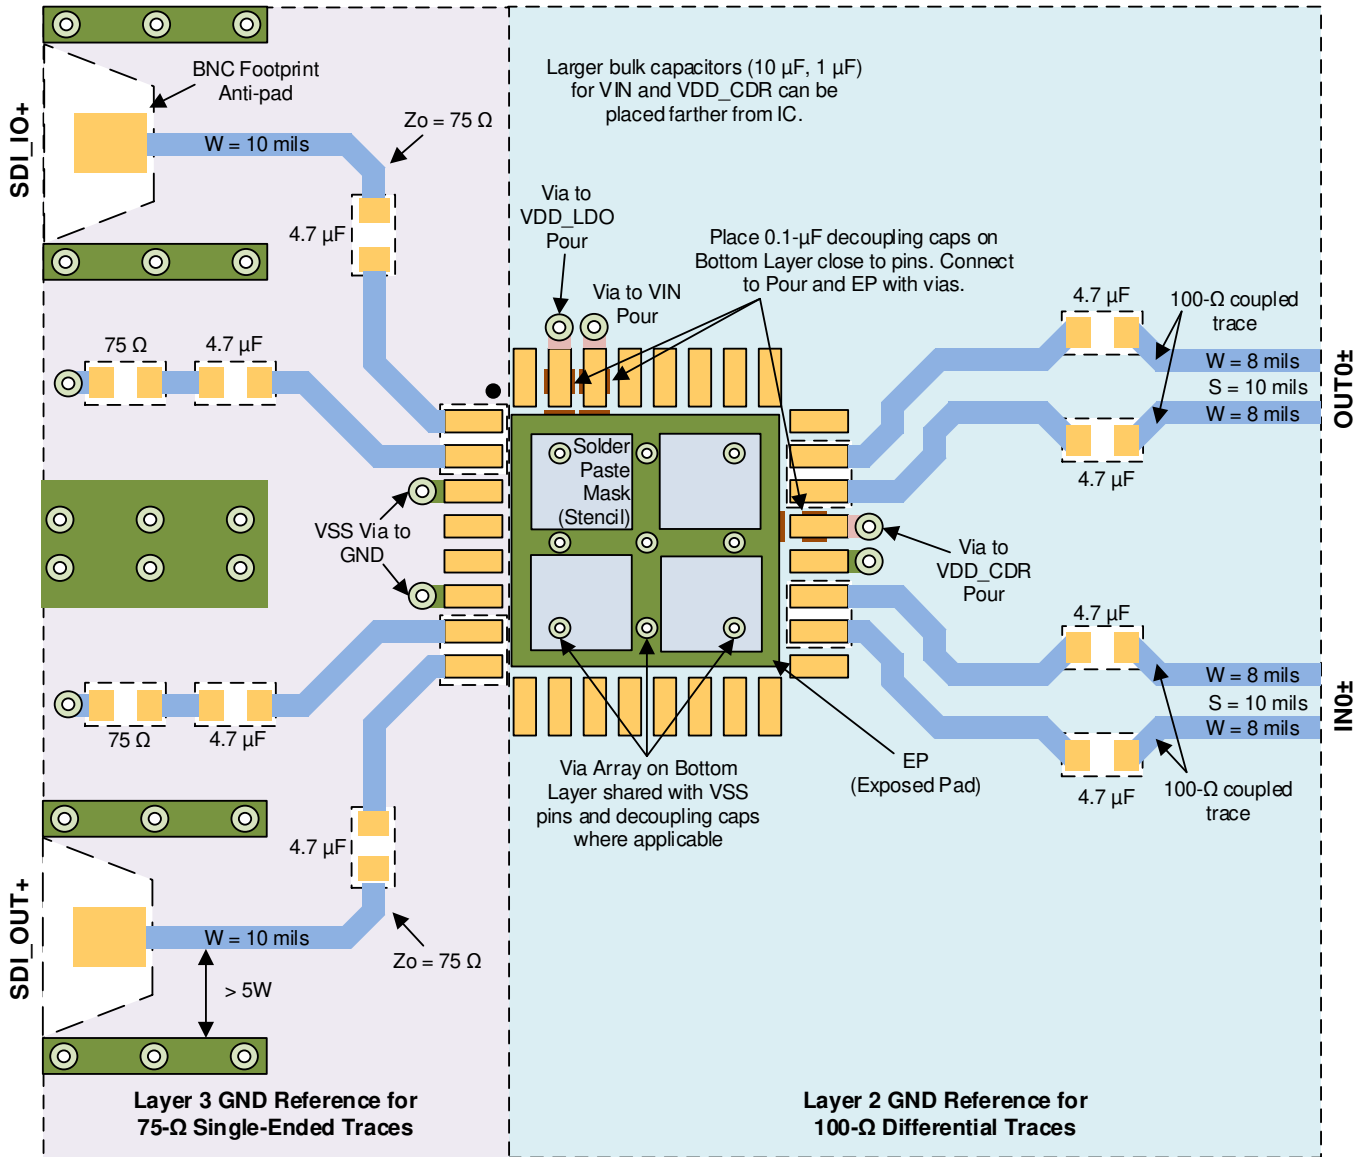 BNC Footprint
Anti-pad
SDI_IO+
W = 10 mils
Zo = 75 Ω
4.7 µF
Larger bulk capacitors (10 µF, 1 µF)
for VIN and VDD_CDR can be
placed farther from IC.
Via to
VDD_LDO
Pour
Via to VIN
Pour
Place 0.1-µF decoupling caps on
Bottom Layer close to pins. Connect
to Pour and EP with vias.
4.7 µF
100-Ω coupled
trace
W = 8 mils
S = 10 mils
W = 8 mils
OUT0±
4.7 µF
75 Ω
4.7 µF
Solder
Paste
Mask
(Stencil)
VSS Via to
GND
Via to
VDD_CDR
Pour
4.7 µF
W = 8 mils
S = 10 mils
W = 8 mils
IN0±
4.7 µF
100-Ω coupled
trace
75 Ω
4.7 µF
EP
(Exposed Pad)
Via Array on Bottom
Layer shared with VSS
pins and decoupling caps
where applicable
4.7 µF
SDI_OUT+
W = 10 mils
Zo = 75 Ω
> 5W
Layer 3 GND Reference for
75-Ω Single-Ended Traces
Layer 2 GND Reference for
100-Ω Differential Traces